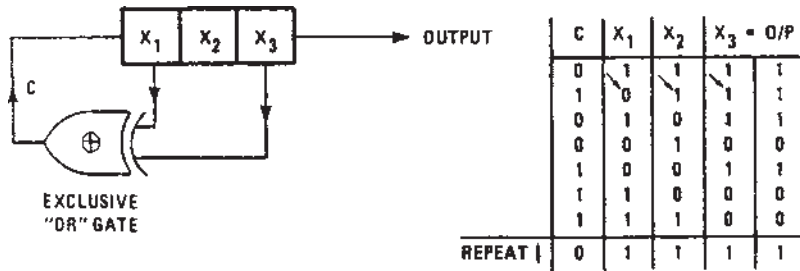 X1 X2 X3
OUTPUT
C
EXCLUSIVE
"OR" GATE
C X1 X2 X3 = O/P
0 1 1 1 1
1 0 1 1 1
0 1 0 1 1
0 0 1 0 0
1 0 0 1 1
1 1 0 0 0
1 1 1 0 0
REPEAT 0 1 1 1 1